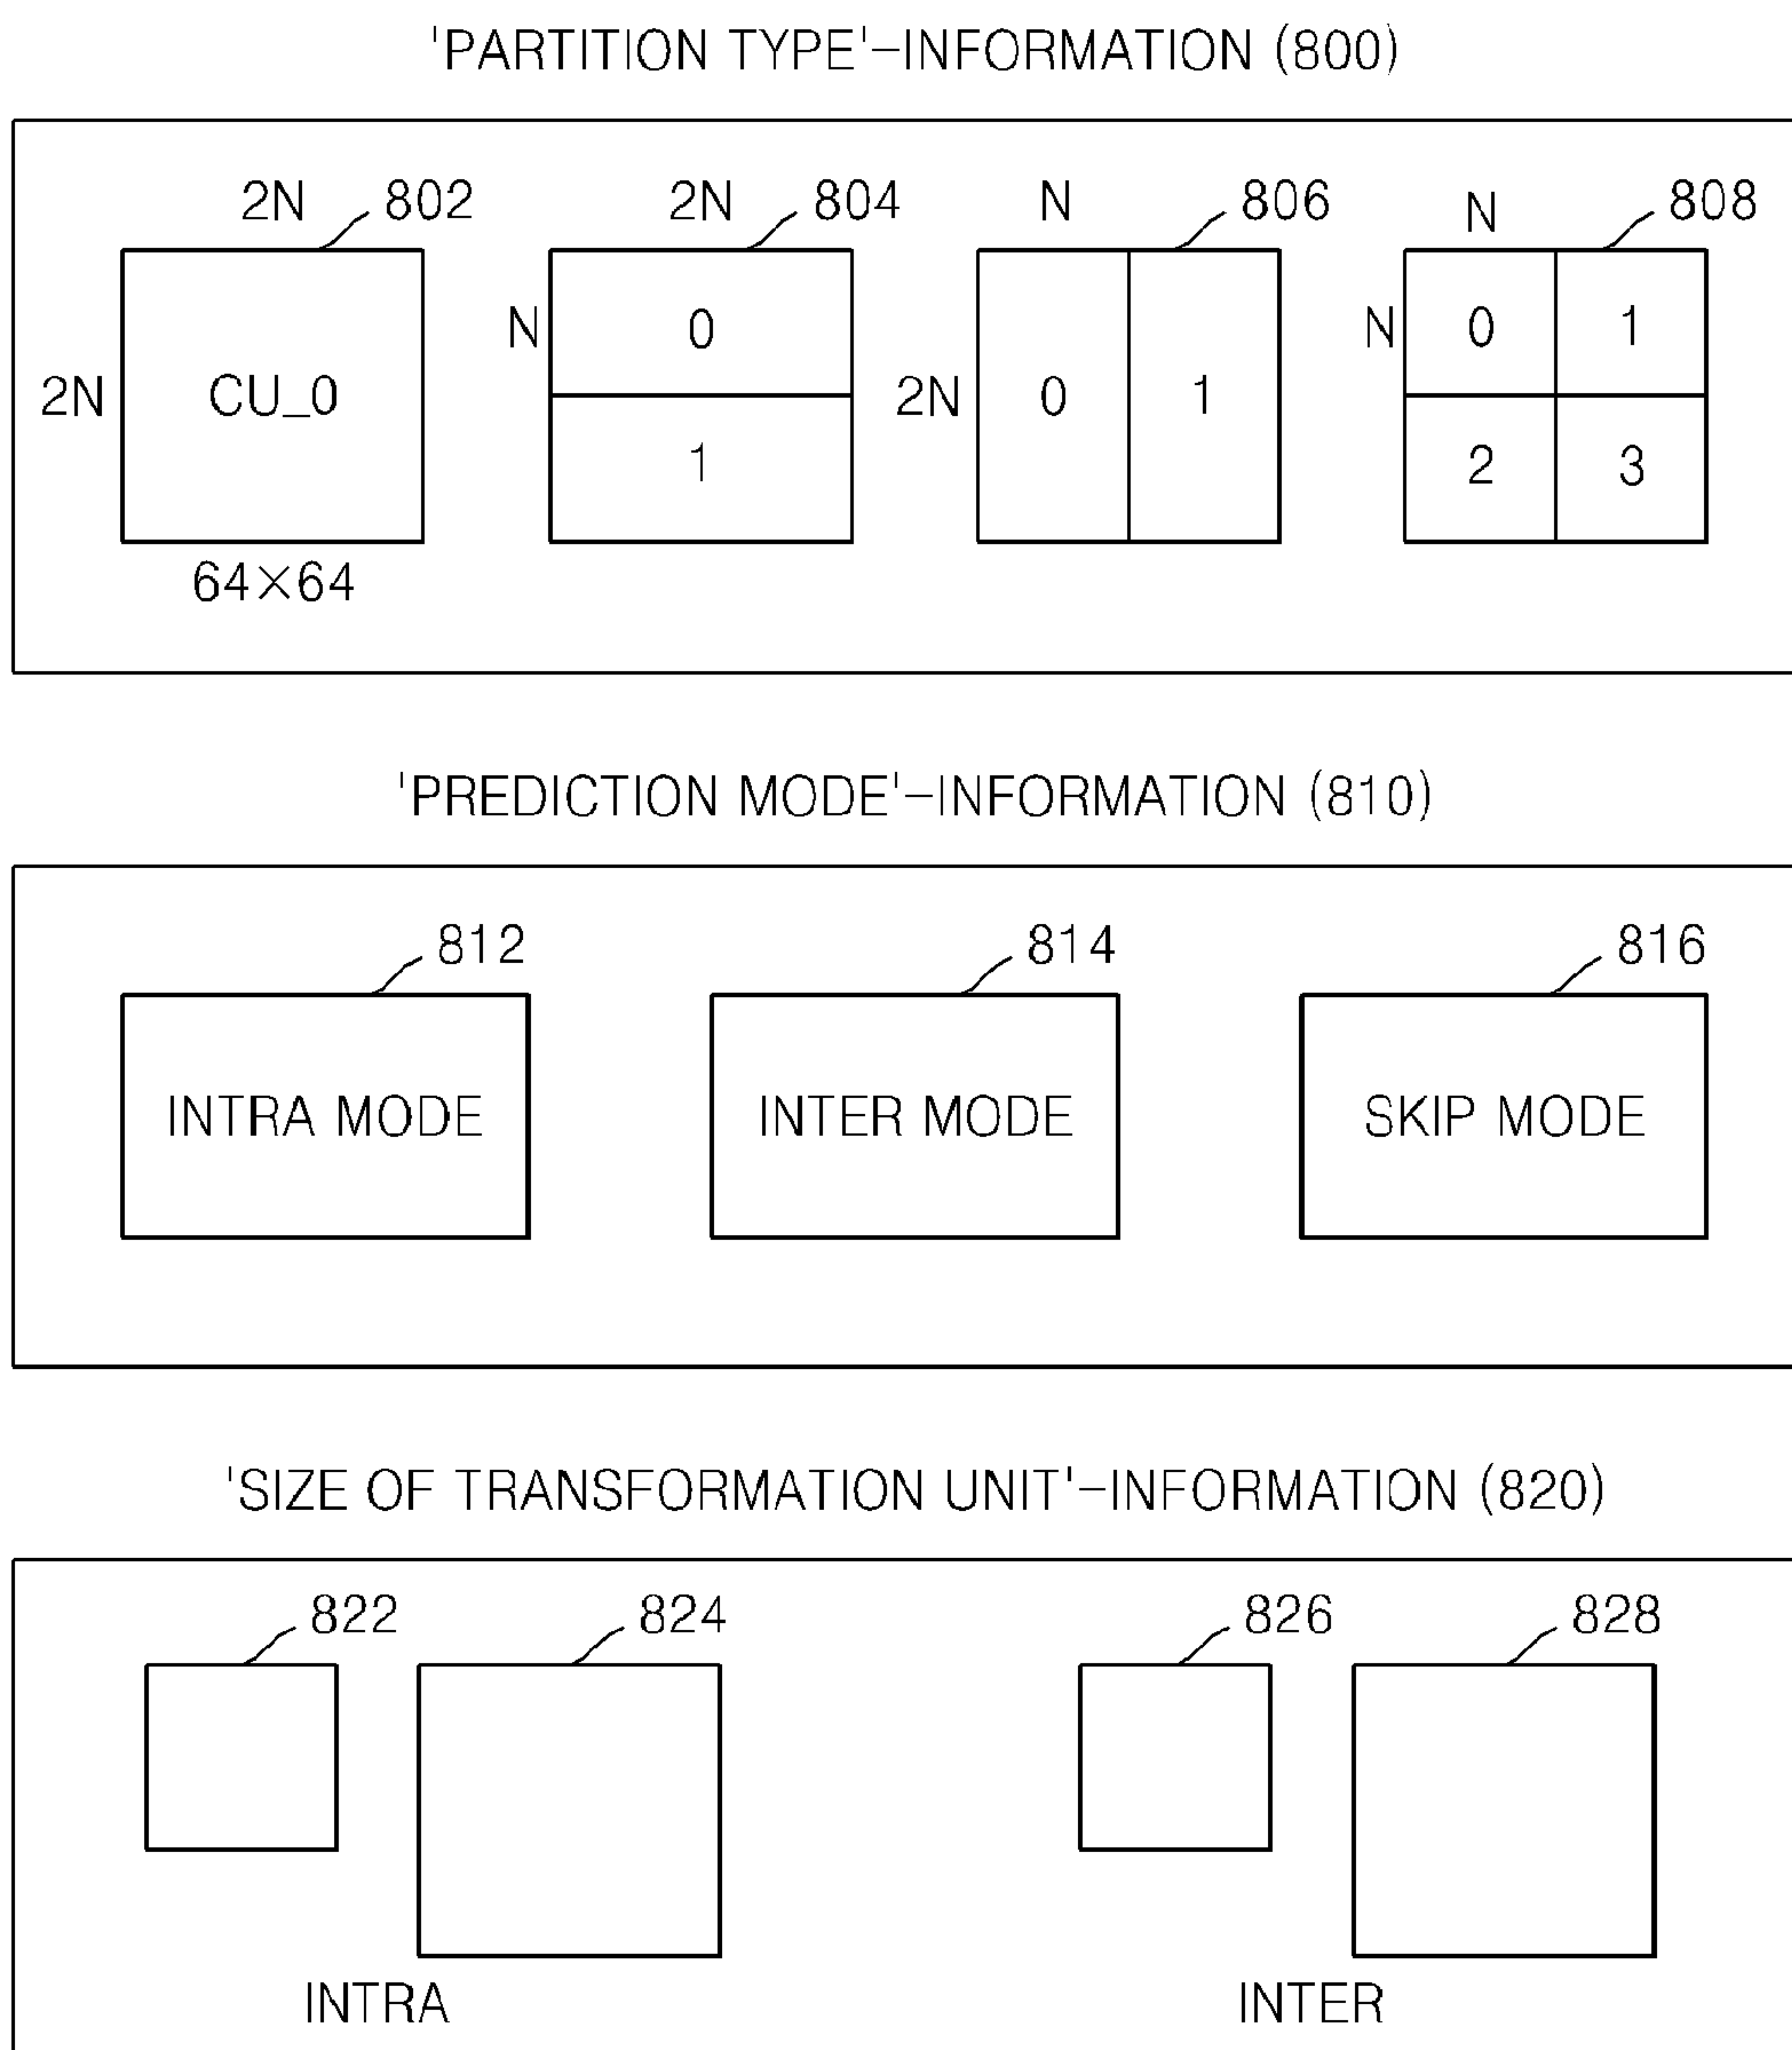 'PARTITION TYPE'-INFORMATION (800)
2N 802 2N 804 N 806 N 808
2N CU_0 N 0 1 2N 0 1 N 0 1 2 3
64×64
'PREDICTION MODE'-INFORMATION (810)
812 814 816
INTRA MODE INTER MODE SKIP MODE
'SIZE OF TRANSFORMATION UNIT'-INFORMATION (820)
822 824 826 828
INTRA INTER